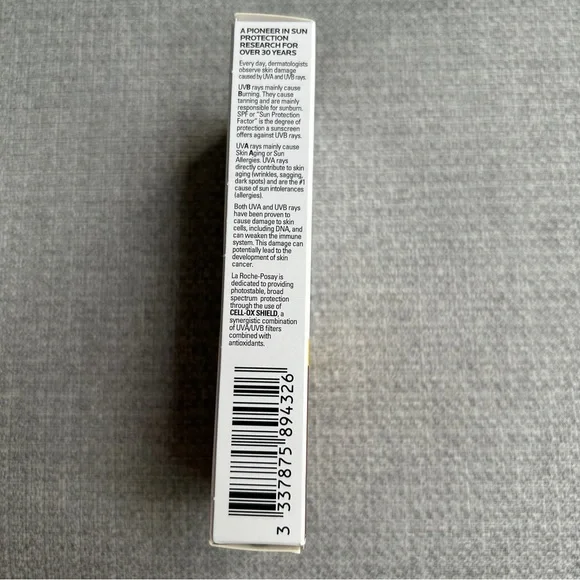 A PIONEER IN SUN
PROTECTION
RESEARCH FOR
OVER 30 YEARS
Every day, dermatologists
observe skin damage
caused by UVA and UVB rays.
UVB rays mainly cause
Burning. They cause
tanning and are mainly
responsible for sunburn.
SPF or "Sun Protection
Factor" is the degree of
protection a sunscreen
offers against UVB rays.
UVA rays mainly cause
Skin Aging or Sun
Allergies. UVA rays
directly contribute to skin
aging (wrinkles, sagging,
dark spots) and are the #1
cause of sun intolerances
(allergies).
Both UVA and UVB rays
have been proven to
cause damage to skin
cells, including DNA, and
can weaken the immune
system. This damage can
potentially lead to the
development of skin
cancer.
La Roche-Posay is
dedicated to providing
photostable, broad
spectrum protection
through the use of
CELL-OX SHIELD, a
synergistic combination
of UVA/UVB filters
combined with
antioxidants.
3 337875 894326